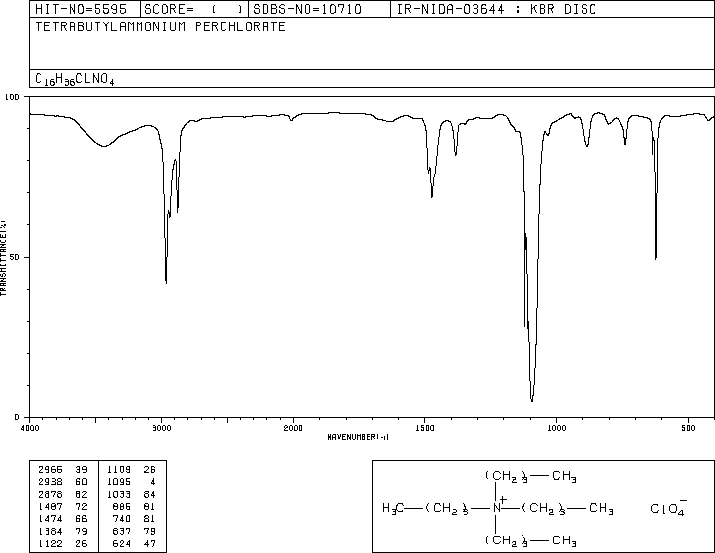 HIT-NO=5595 SCORE= ( ) SDBS-NO=10710 IR-NIDA-03644 : KBR DISC
TETRABUTYLAMMONIUM PERCHLORATE
C16H36CLNO4
100
50
0
TRANSMITTANCE(%)
4000 3000 2000 1500 1000 500
WAVENUMBER(-1)
2966 39 1109 26
2938 60 1095 4
2878 62 1033 84
1487 72 886 81
1474 66 740 81
1384 79 637 79
1122 26 624 47
(CH2)3—CH3
H3C—(CH2)3—N+—(CH2)3—CH3 ClO4−
(CH2)3—CH3